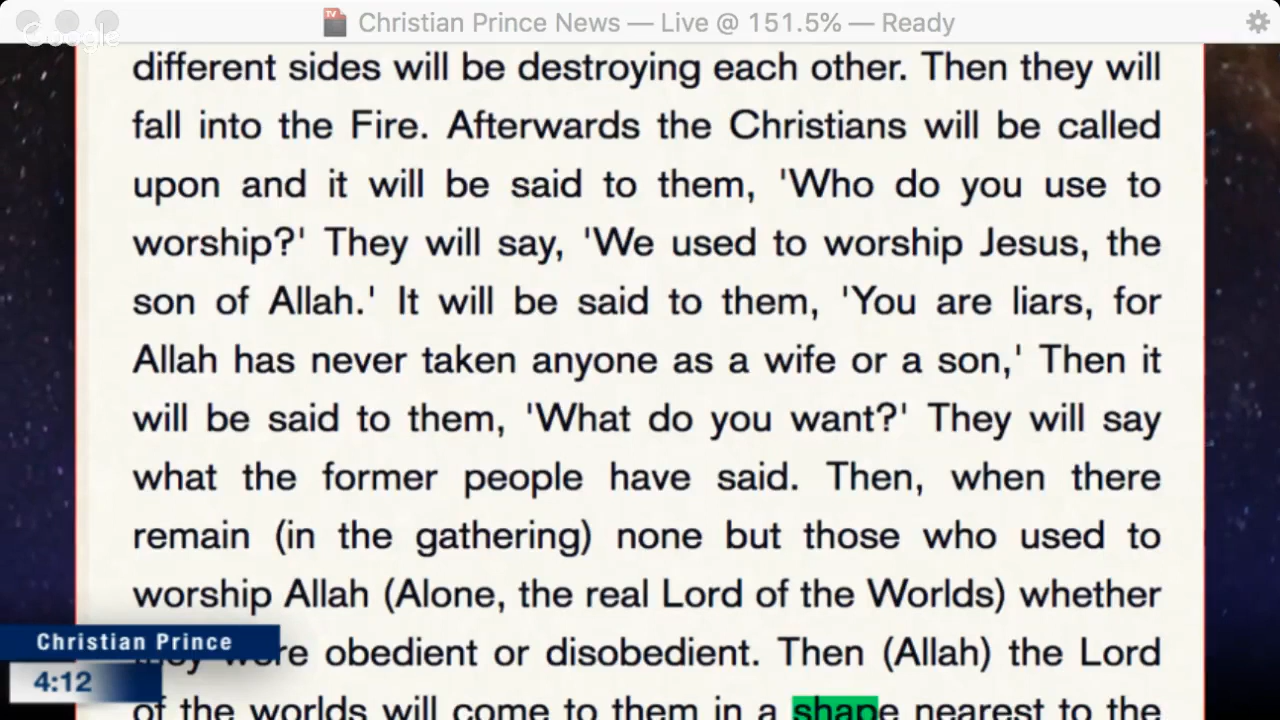 Christian Prince News — Live @ 151.5% — Ready
Google
different sides will be destroying each other. Then they will
fall into the Fire. Afterwards the Christians will be called
upon and it will be said to them, 'Who do you use to
worship?' They will say, 'We used to worship Jesus, the
son of Allah.' It will be said to them, 'You are liars, for
Allah has never taken anyone as a wife or a son,' Then it
will be said to them, 'What do you want?' They will say
what the former people have said. Then, when there
remain (in the gathering) none but those who used to
worship Allah (Alone, the real Lord of the Worlds) whether
they were obedient or disobedient. Then (Allah) the Lord
of the worlds will come to them in a shape nearest to the
Christian Prince
4:12